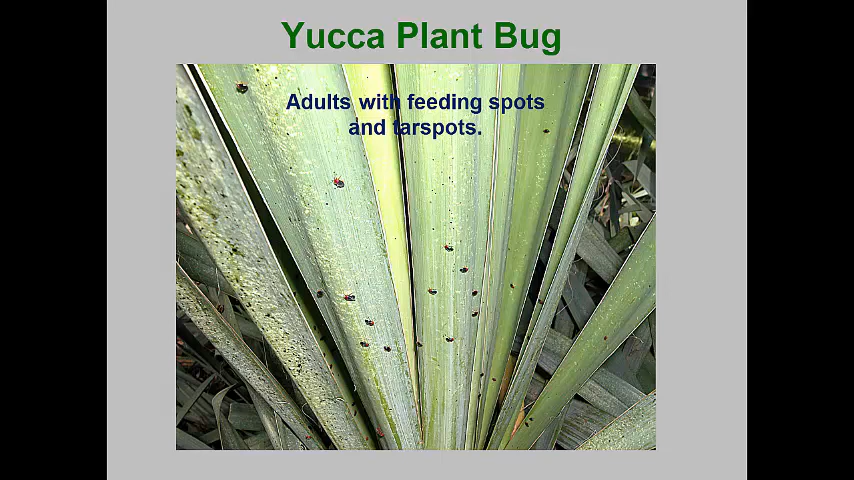 Yucca Plant Bug
Adults with feeding spots
and tarspots.